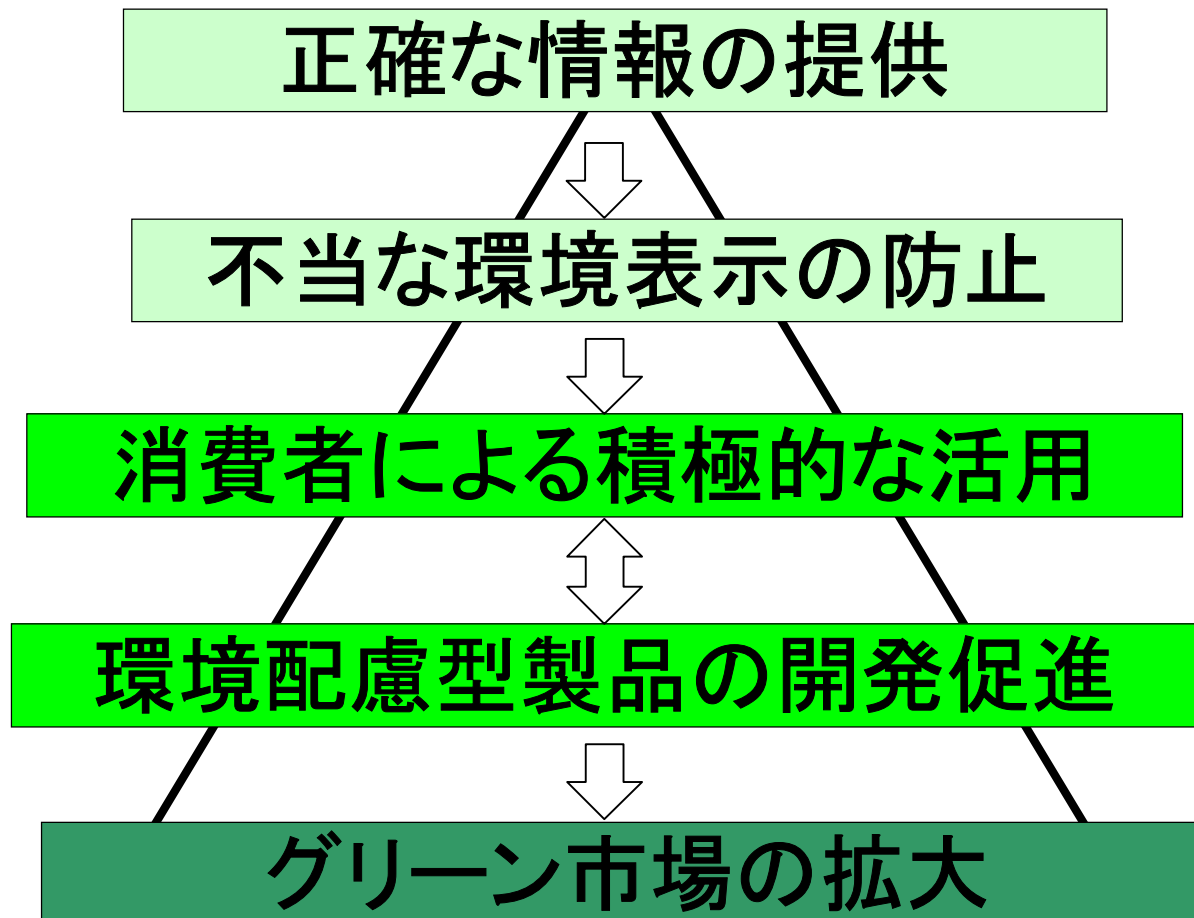 正確な情報の提供
不当な環境表示の防止
消費者による積極的な活用
環境配慮型製品の開発促進
グリーン市場の拡大